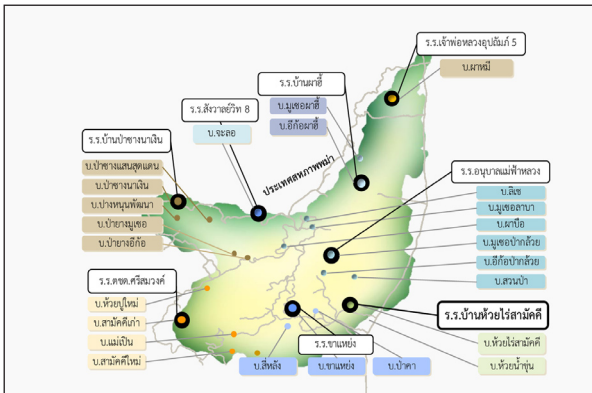 ร.ร.เจ้าพ่อหลวงอุปถัมภ์ 5
บ.ผาหมี
ร.ร.บ้านผาฮี้
บ.มูเซอผาฮี้
บ.อีก้อผาฮี้
ร.ร.สังวาลย์วิท 8
บ.จะลอ
ร.ร.บ้านป่าซางนาเงิน
บ.ป่าซางแสนสุดแดน
บ.ป่าซางนาเงิน
บ.ปางหนุนพัฒนา
บ.ป่ายางมูเซอ
บ.ป่ายางอีก้อ
ประเทศสหภาพพม่า
ร.ร.อนุบาลแม่ฟ้าหลวง
บ.ลิเช
บ.มูเซอลาบา
บ.ผาบือ
บ.มูเซอป่ากล้วย
บ.อีก้อป่ากล้วย
บ.สวนป่า
ร.ร.ตชด.ศรีสมวงค์
บ.ห้วยปูใหม่
บ.สามัคคีเก่า
บ.แม่เปิน
บ.สามัคคีใหม่
ร.ร.บ้านห้วยไร่สามัคคี
บ.ห้วยไร่สามัคคี
บ.ห้วยน้ำขุ่น
ร.ร.ขาแหย่ง
บ.สี่หลัง
บ.ขาแหย่ง
บ.ป่าคา